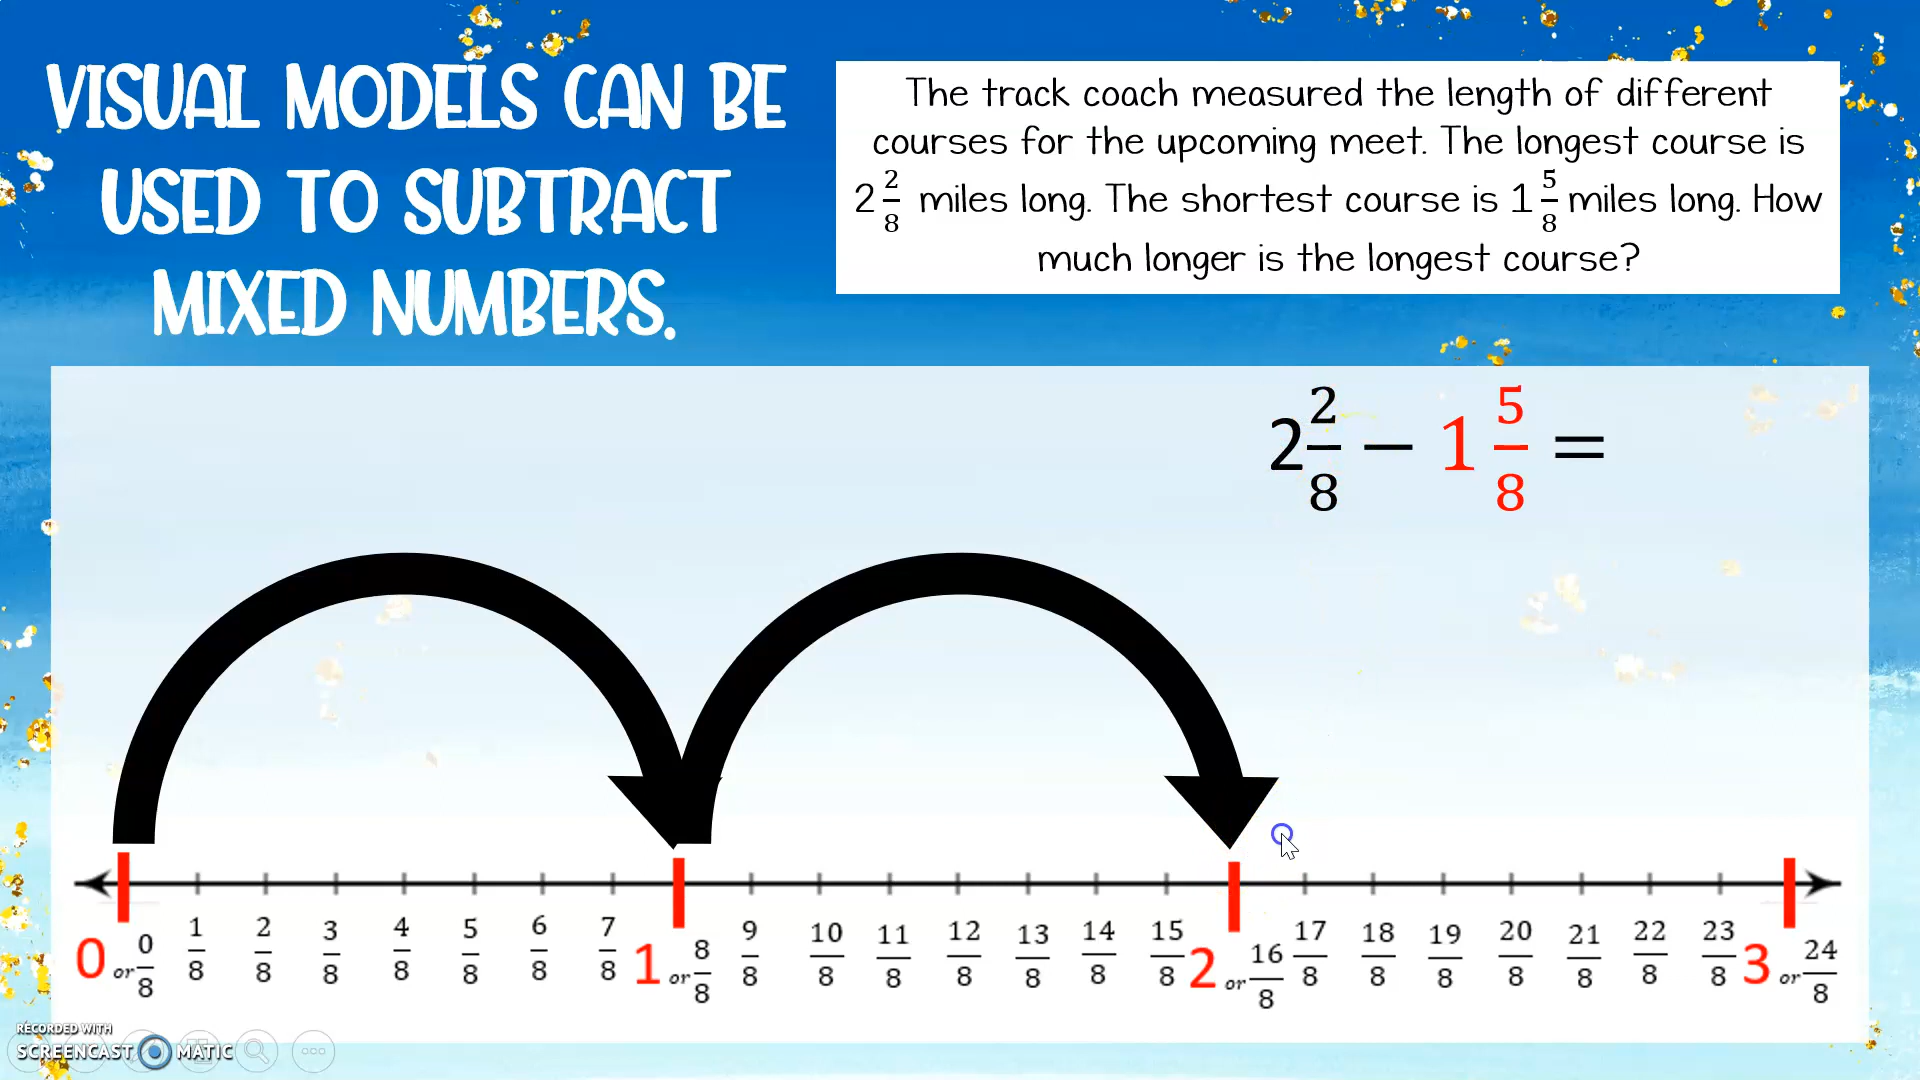 VISUAL MODELS CAN BE
USED TO SUBTRACT
MIXED NUMBERS.
The track coach measured the length of different
courses for the upcoming meet. The longest course is
2 2/8 miles long. The shortest course is 1 5/8 miles long. How
much longer is the longest course?
2 2/8 − 1 5/8 =
0 or 0/8 1/8 2/8 3/8 4/8 5/8 6/8 7/8 1 or 8/8 9/8 10/8 11/8 12/8 13/8 14/8 15/8 2 or 16/8 17/8 18/8 19/8 20/8 21/8 22/8 23/8 3 or 24/8
RECORDED WITH
SCREENCAST MATIC